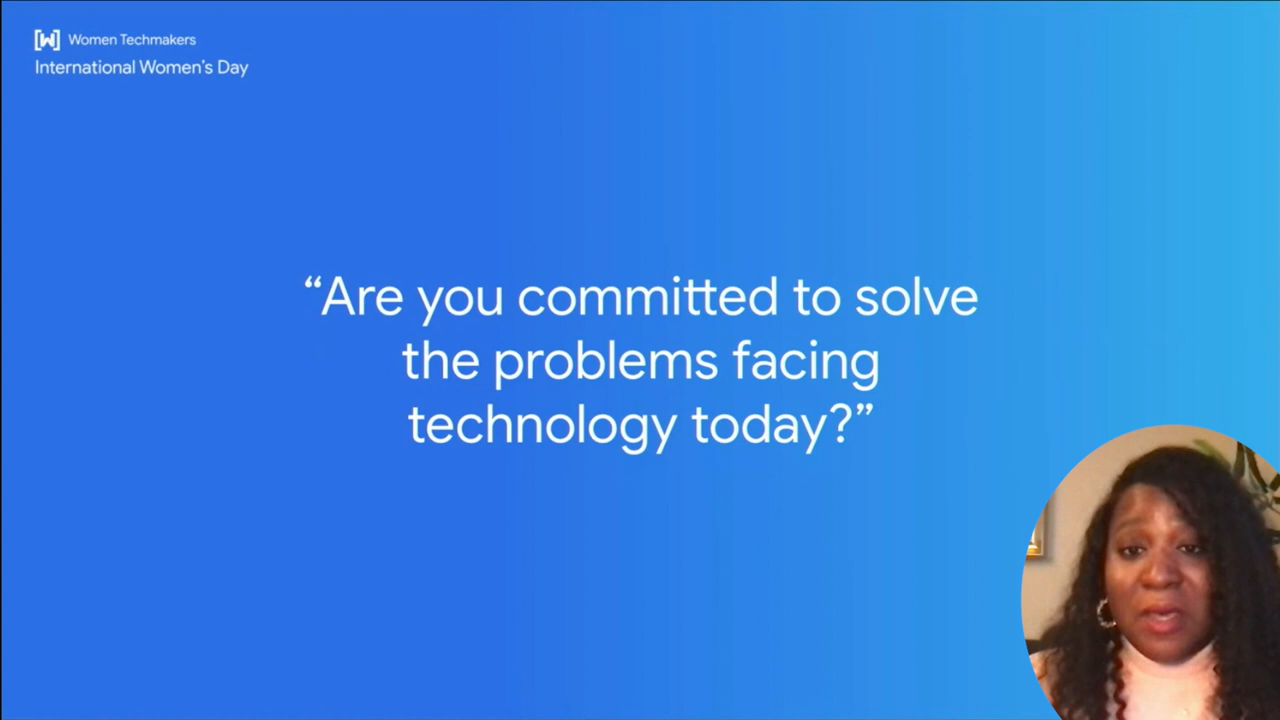 [W] Women Techmakers
International Women’s Day
“Are you committed to solve
the problems facing
technology today?”